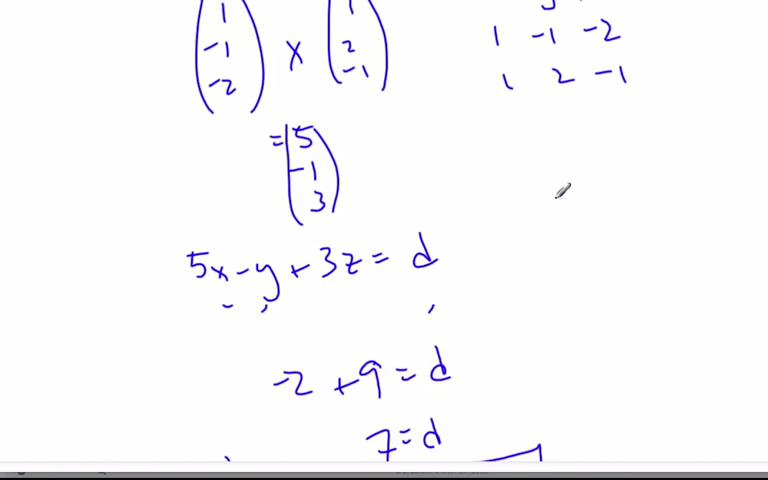 1 1
-1 × 2
-2 -1
1 -1 -2
1 2 -1
= 5
-1
3
5x - y + 3z = d
-2 + 9 = d
7 = d